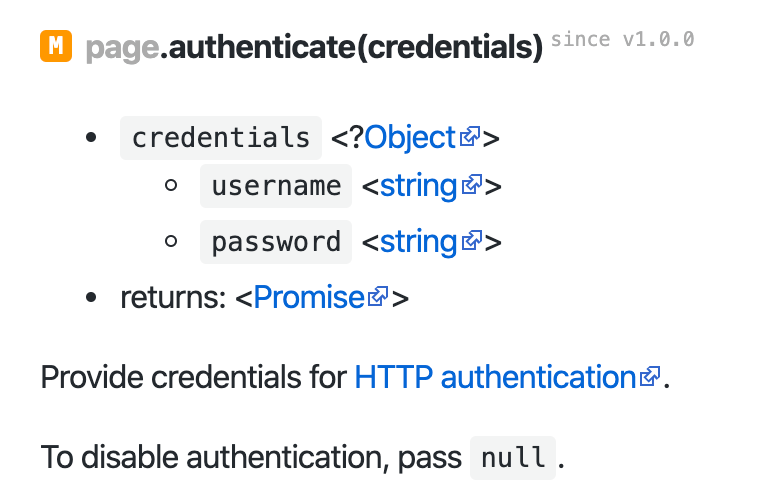 M page.authenticate(credentials) since v1.0.0
credentials <?Object>
username <string>
password <string>
returns: <Promise>
Provide credentials for HTTP authentication.
To disable authentication, pass null.